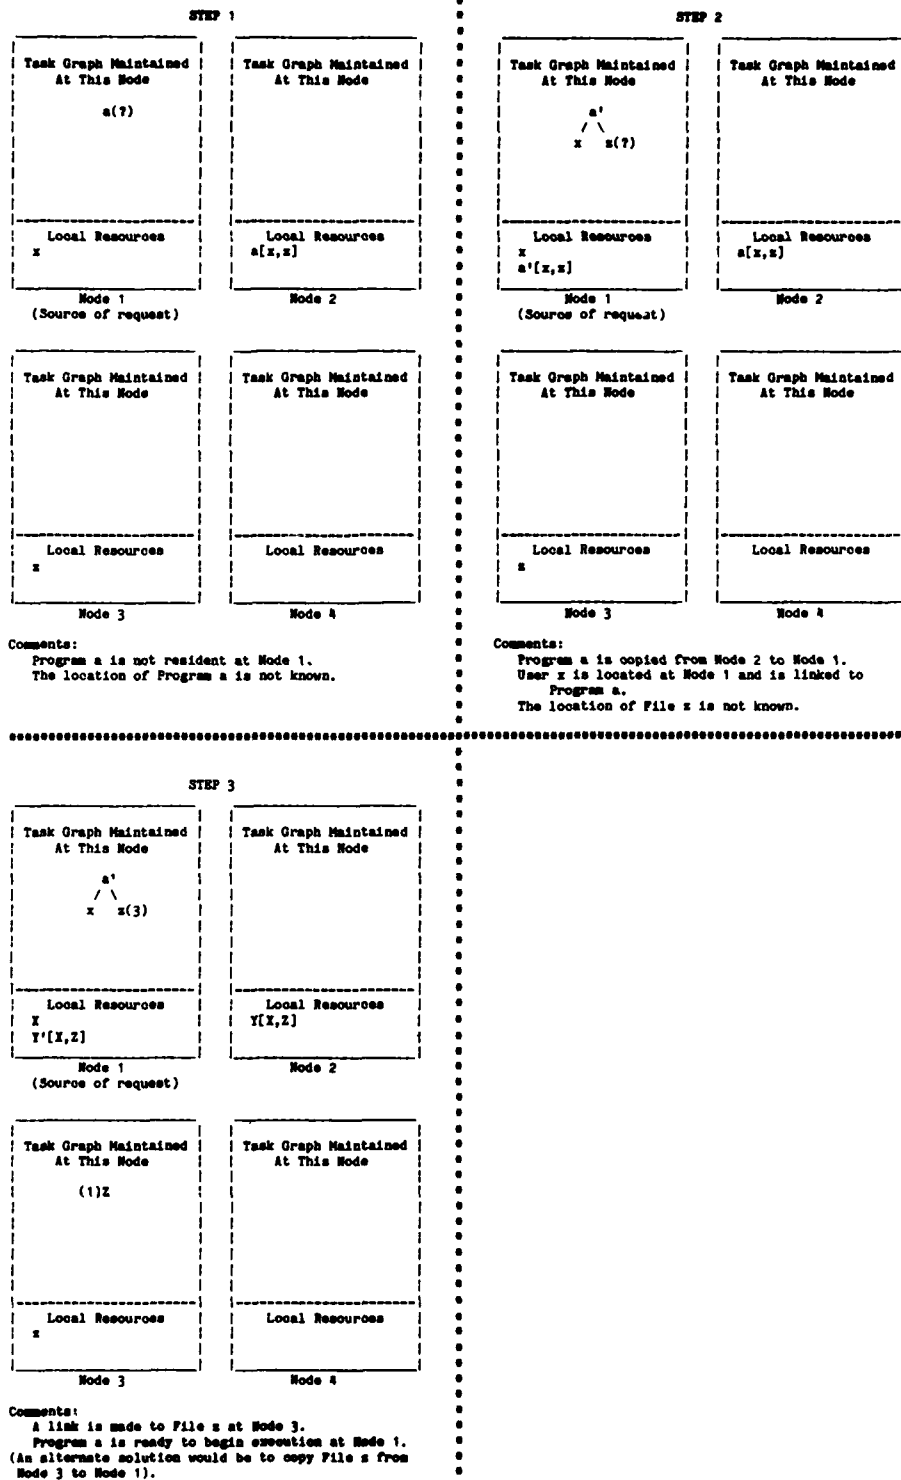 STEP 1
Task Graph Maintained
At This Node
a(?)
Local Resources
x
Node 1
(Source of request)
Task Graph Maintained
At This Node
Local Resources
a[x,z]
Node 2
Task Graph Maintained
At This Node
Local Resources
z
Node 3
Task Graph Maintained
At This Node
Local Resources
Node 4
Comments:
Program a is not resident at Node 1.
The location of Program a is not known.
STEP 2
Task Graph Maintained
At This Node
a'
x z(?)
Local Resources
x
a'[x,z]
Node 1
(Source of request)
Task Graph Maintained
At This Node
Local Resources
a[x,z]
Node 2
Task Graph Maintained
At This Node
Local Resources
z
Node 3
Task Graph Maintained
At This Node
Local Resources
Node 4
Comments:
Program a is copied from Node 2 to Node 1.
User x is located at Node 1 and is linked to
Program a.
The location of File z is not known.
STEP 3
Task Graph Maintained
At This Node
a'
x z(3)
Local Resources
X
Y'[X,Z]
Node 1
(Source of request)
Task Graph Maintained
At This Node
Local Resources
Y[X,Z]
Node 2
Task Graph Maintained
At This Node
(1)Z
Local Resources
z
Node 3
Task Graph Maintained
At This Node
Local Resources
Node 4
Comments:
A link is made to File z at Node 3.
Program a is ready to begin execution at Node 1.
(An alternate solution would be to copy File z from
Node 3 to Node 1).